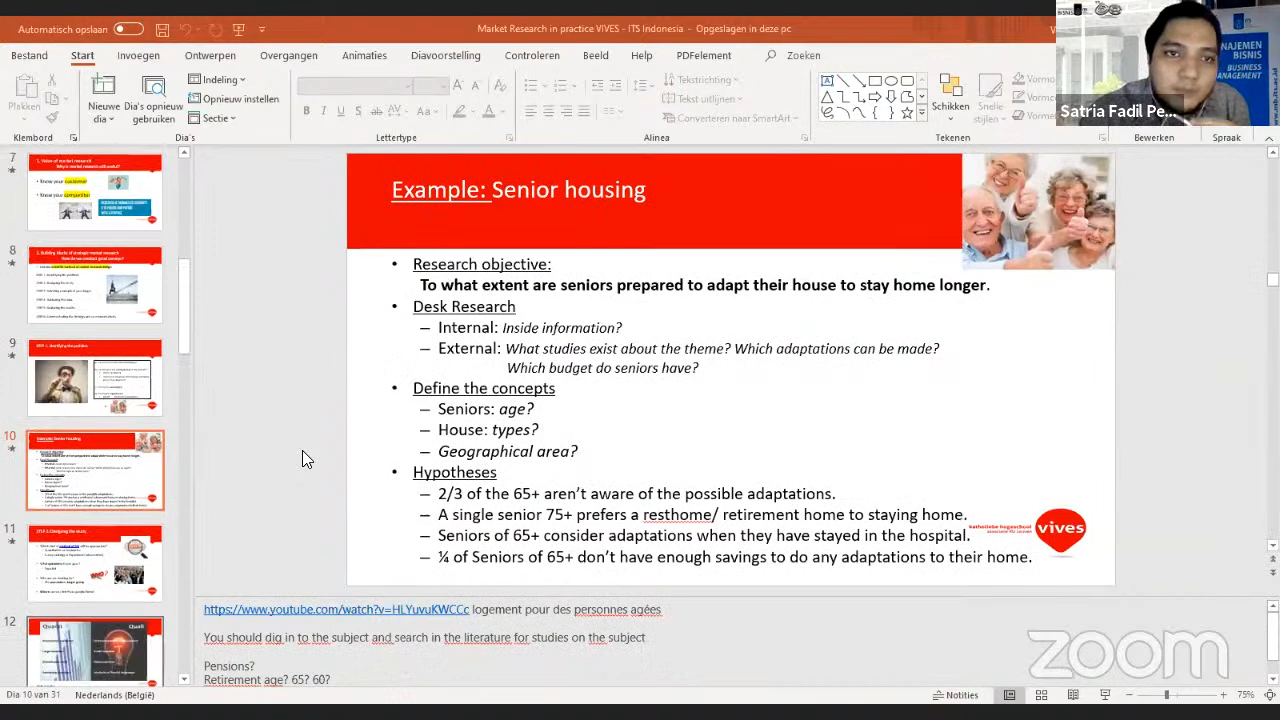 Automatisch opslaan
Market Research in practice VIVES - ITS Indonesia - Opgeslagen in deze pc
Bestand Start Invoegen Ontwerpen Overgangen Animaties Diavoorstelling Controleren Beeld Help PDFelement Zoeken
Plakken
Nieuwe dia
Dia's opnieuw gebruiken
Indeling
Opnieuw instellen
Sectie
Tekstrichting
Tekst uitlijnen
Converteren naar SmartArt
Schikken
Snelle-stijlen
Klembord Dia's Lettertype Alinea Tekenen Bewerken Spraak
MANAJEMEN
BISNIS
BUSINESS
MANAGEMENT
Satria Fadil Pe...
7
8
10
11
12
Example: Senior housing
• Research objective:
To what extent are seniors prepared to adapt their house to stay home longer.
• Desk Research
– Internal: Inside information?
– External: What studies exist about the theme? Which adaptations can be made?
Which budget do seniors have?
• Define the concepts
– Seniors: age?
– House: types?
– Geographical area?
• Hypotheses
– 2/3 of the 65+ aren't aware of the possible adaptations.
– A single senior 75+ prefers a resthome/ retirement home to staying home.
– Seniors of 65+ consider adaptations when they have stayed in the hospital.
– ¼ of Seniors of 65+ don't have enough savings to do any adaptations to their home.
katholieke hogeschool
vives
https://www.youtube.com/watch?v=HLYuvuKWCCc logement pour des personnes agées
You should dig in to the subject and search in the literature for studies on the subject
Pensions?
Retirement age? 65? 60?
zoom
Dia 10 van 31 Nederlands (België) Notities 75%